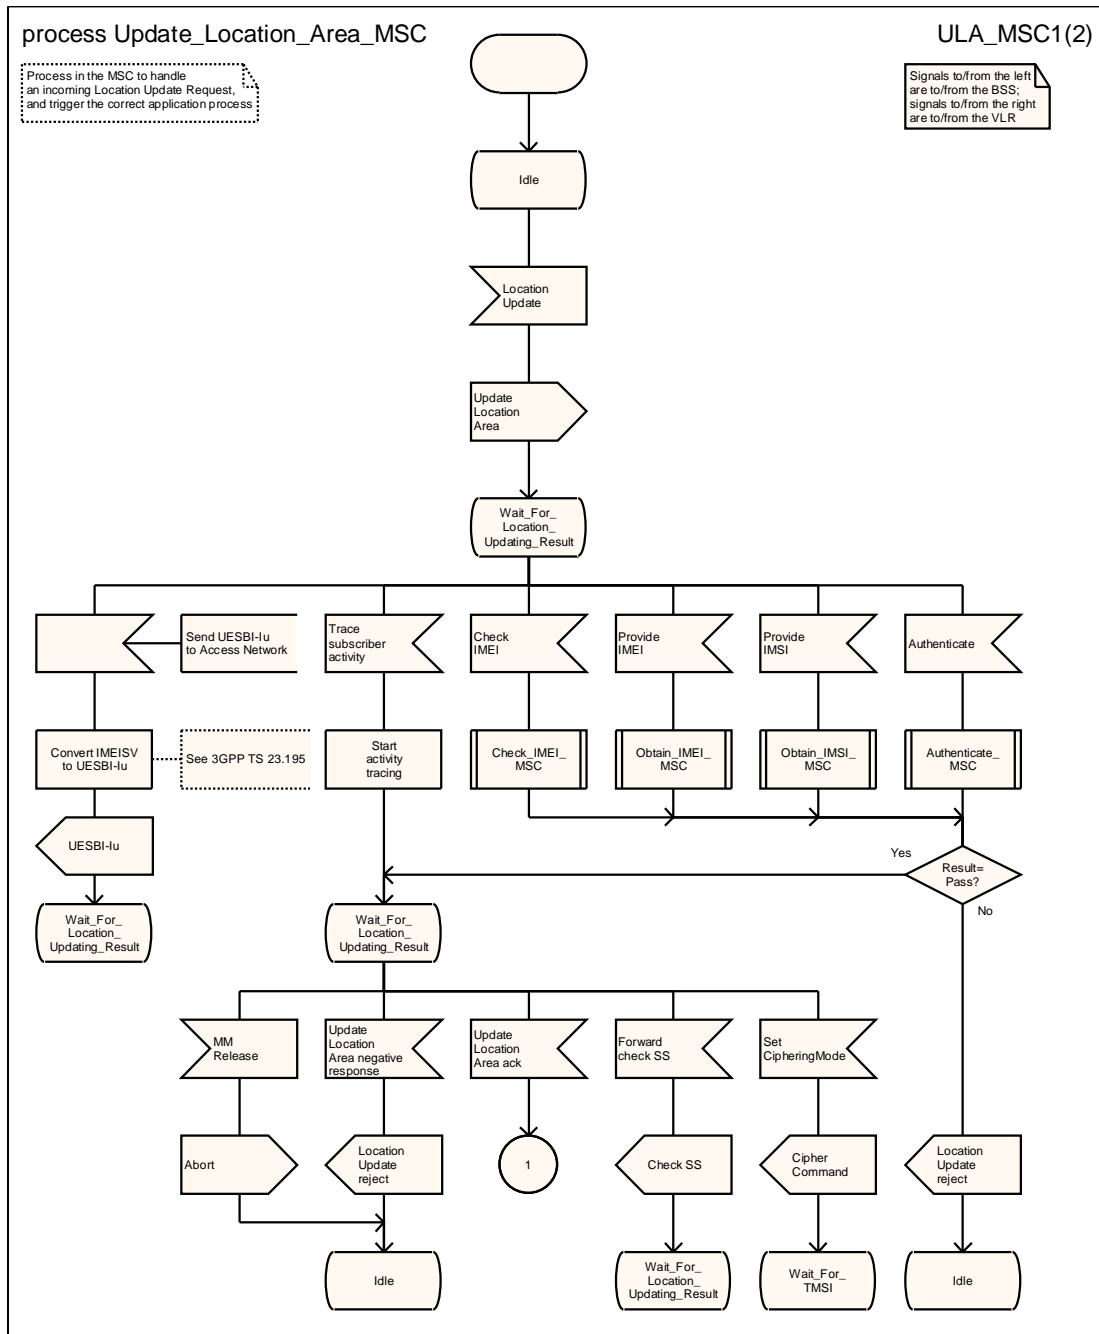 process Update_Location_Area_MSC
ULA_MSC1(2)
Process in the MSC to handle
an incoming Location Update Request,
and trigger the correct application process
Signals to/from the left
are to/from the BSS;
signals to/from the right
are to/from the VLR
Idle
Location
Update
Update
Location
Area
Wait_For_
Location_
Updating_Result
Send UESBI-Iu
to Access Network
Trace
subscriber
activity
Check
IMEI
Provide
IMEI
Provide
IMSI
Authenticate
Convert IMEISV
to UESBI-Iu
See 3GPP TS 23.195
Start
activity
tracing
Check_IMEI_
MSC
Obtain_IMEI_
MSC
Obtain_IMSI_
MSC
Authenticate_
MSC
UESBI-Iu
Yes
Result=
Pass?
No
Wait_For_
Location_
Updating_Result
Wait_For_
Location_
Updating_Result
MM
Release
Update
Location
Area negative
response
Update
Location
Area ack
Forward
check SS
Set
CipheringMode
Abort
Location
Update
reject
1
Check SS
Cipher
Command
Location
Update
reject
Idle
Wait_For_
Location_
Updating_Result
Wait_For_
TMSI
Idle